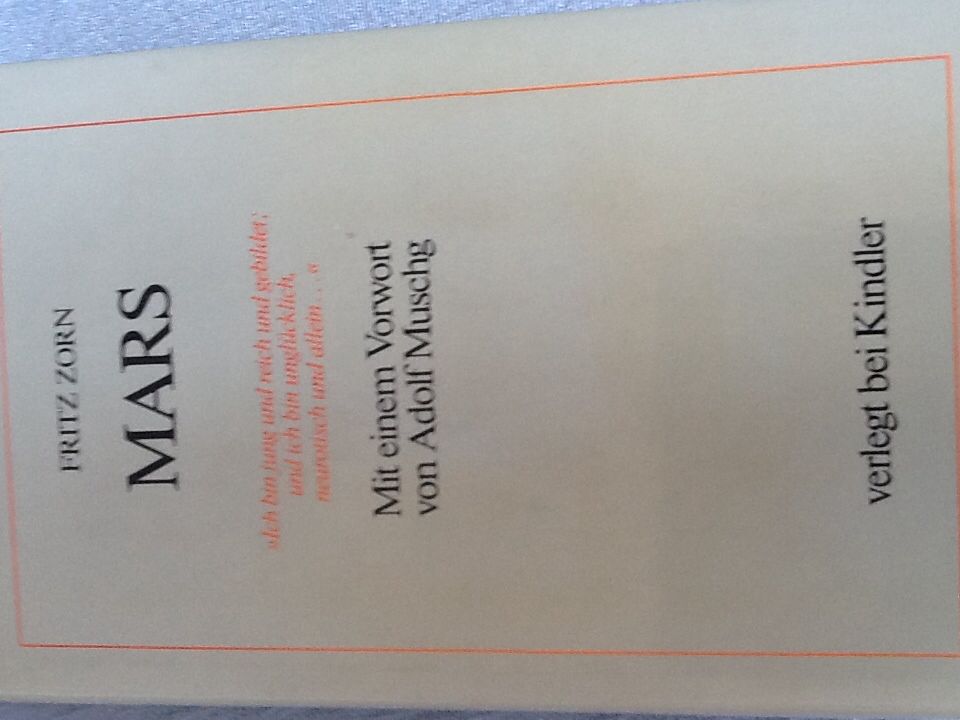 FRITZ ZORN
MARS
»Ich bin jung und reich und gebildet;
und ich bin unglücklich,
neurotisch und allein...«
Mit einem Vorwort
von Adolf Muschg
verlegt bei Kindler